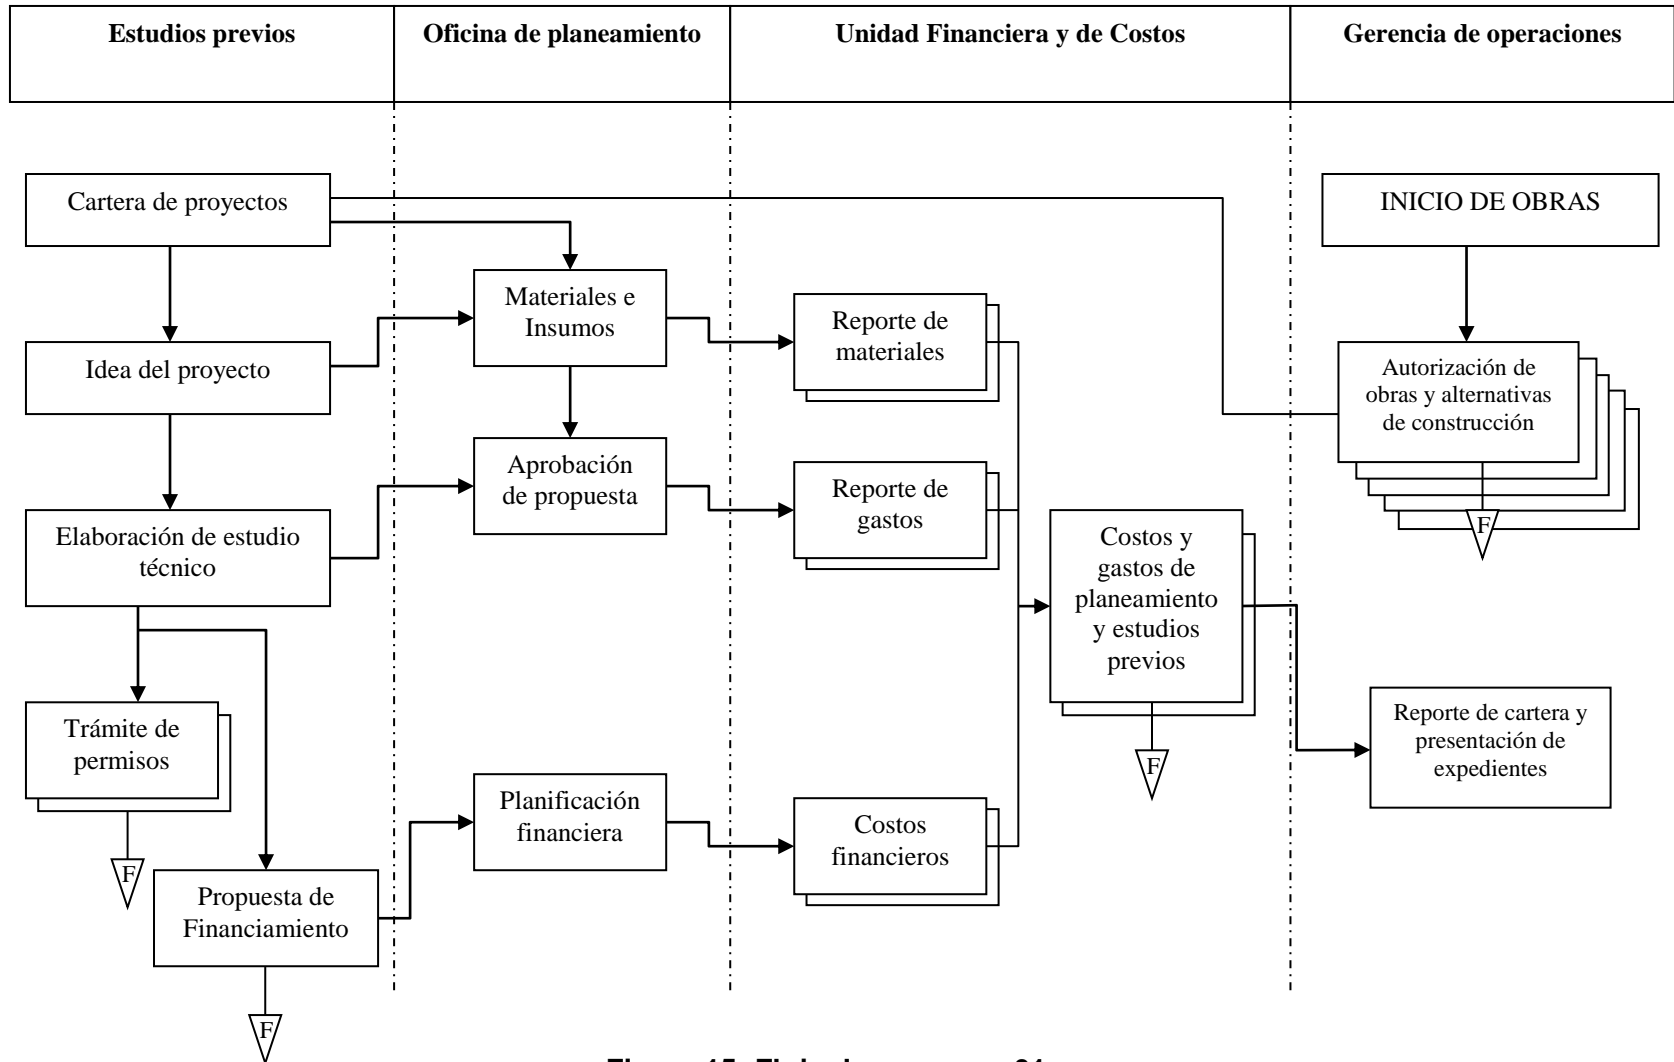 Estudios previos
Oficina de planeamiento
Unidad Financiera y de Costos
Gerencia de operaciones
Cartera de proyectos
INICIO DE OBRAS
Materiales e
Insumos
Reporte de
materiales
Idea del proyecto
Autorización de
obras y alternativas
de construcción
F
Aprobación
de propuesta
Reporte de
gastos
Elaboración de estudio
técnico
Costos y
gastos de
planeamiento
y estudios
previos
F
Trámite de
permisos
F
Reporte de cartera y
presentación de
expedientes
Planificación
financiera
Costos
financieros
Propuesta de
Financiamiento
F